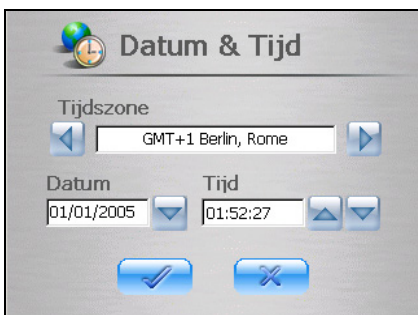 Datum & Tijd
Tijdszone
GMT+1 Berlin, Rome
Datum Tijd
01/01/2005 01:52:27